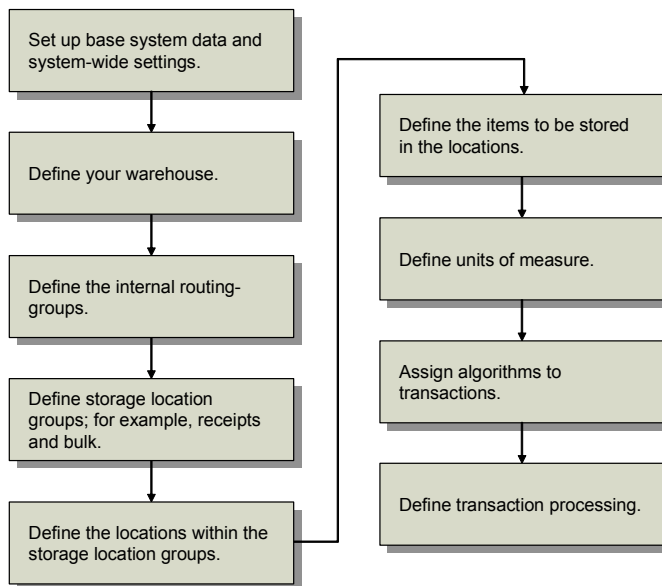 Set up base system data and
system-wide settings.
Define your warehouse.
Define the internal routing-
groups.
Define storage location
groups; for example, receipts
and bulk.
Define the locations within the
storage location groups.
Define the items to be stored
in the locations.
Define units of measure.
Assign algorithms to
transactions.
Define transaction processing.